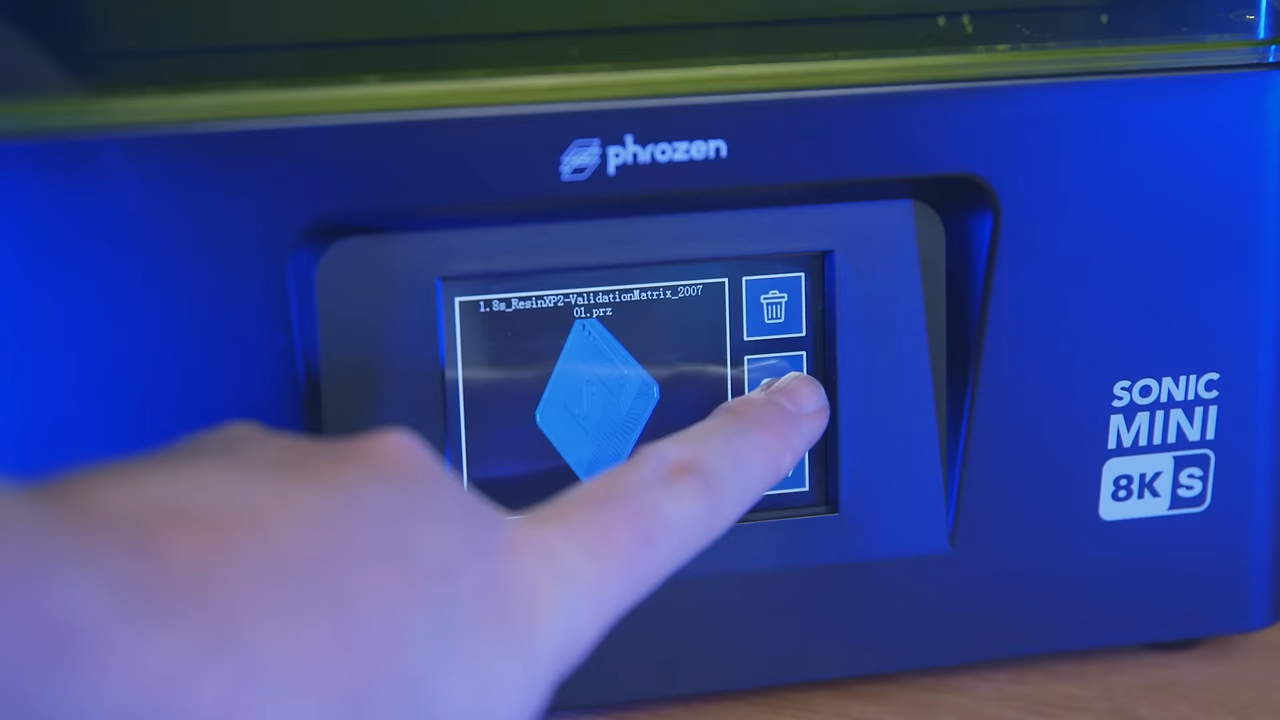 phrozen
1.8s_ResinXP2-ValidationMatrix_2007
01.prz
SONIC
MINI
8K S